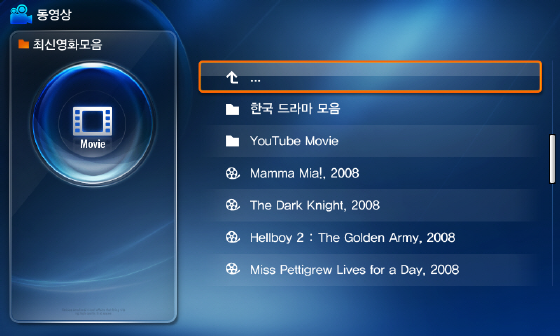 동영상
최신영화모음
Movie
...
한국 드라마 모음
YouTube Movie
Mamma Mia!, 2008
The Dark Knight, 2008
Hellboy 2 : The Golden Army, 2008
Miss Pettigrew Lives for a Day, 2008